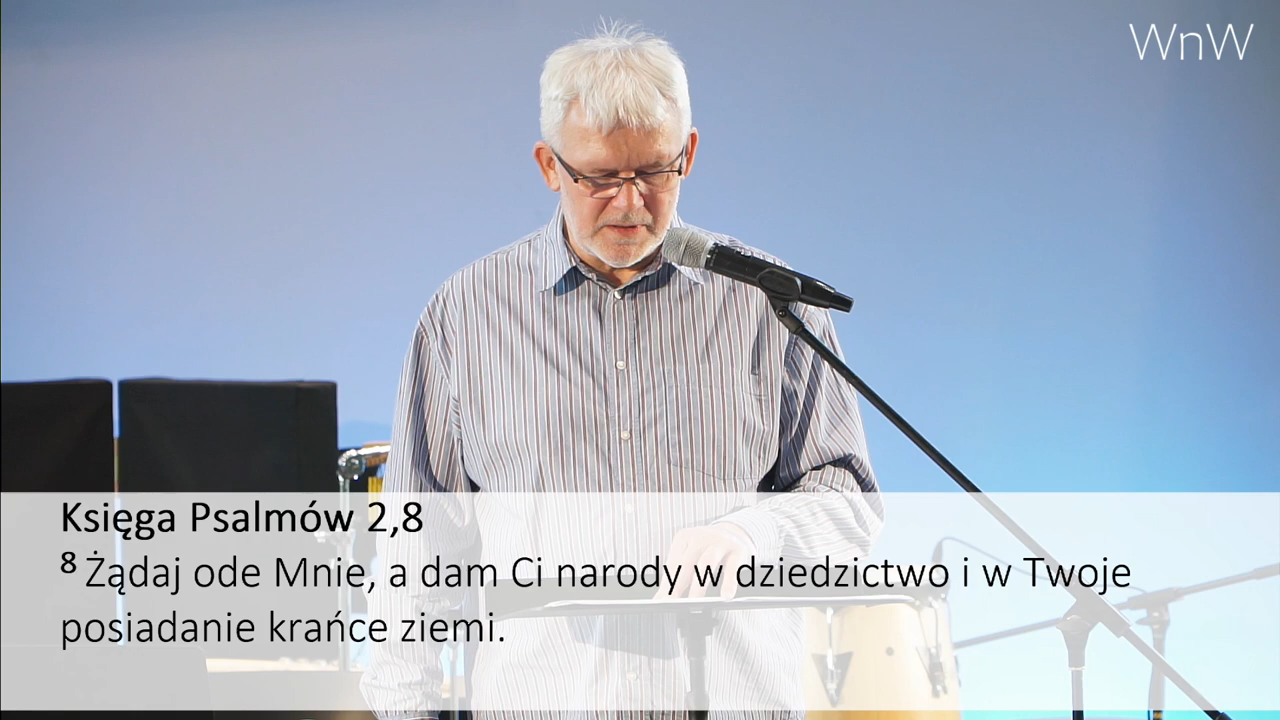 WnW
Księga Psalmów 2,8
8 Żądaj ode Mnie, a dam Ci narody w dziedzictwo i w Twoje
posiadanie krańce ziemi.